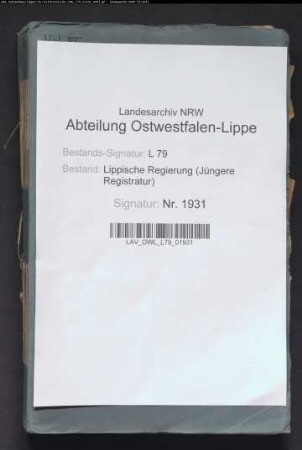 Landesarchiv NRW
Abteilung Ostwestfalen-Lippe
Bestands-Signatur: L 79
Bestand: Lippische Regierung (Jüngere
Registratur)
Signatur: Nr. 1931
LAV_OWL_L79_01931